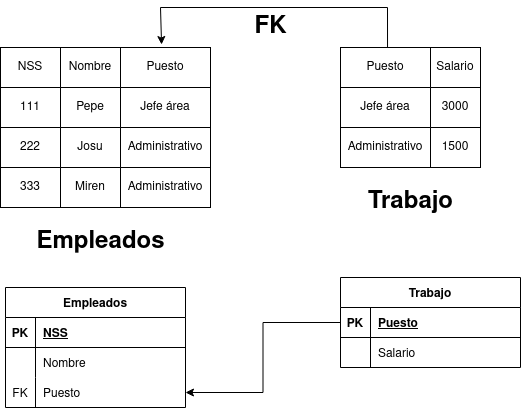 FK
NSS Nombre Puesto
111 Pepe Jefe área
222 Josu Administrativo
333 Miren Administrativo
Empleados
Puesto Salario
Jefe área 3000
Administrativo 1500
Trabajo
Empleados
PK NSS
Nombre
FK Puesto
Trabajo
PK Puesto
Salario